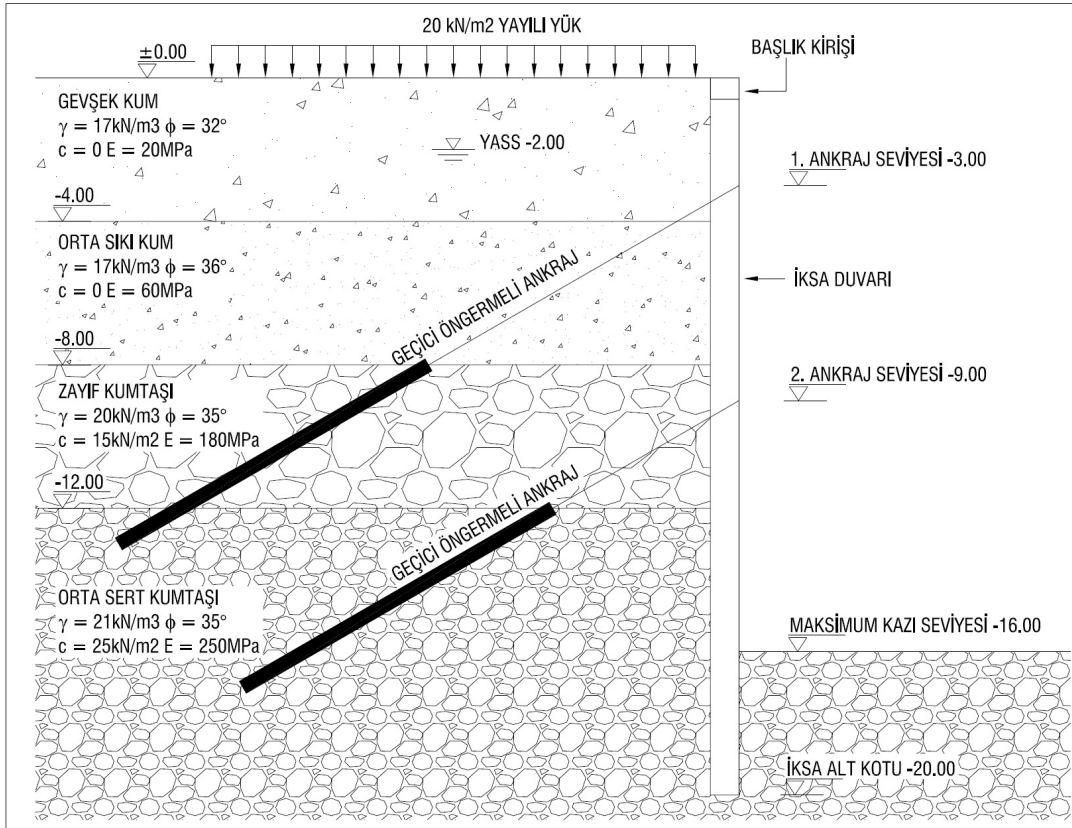 20 kN/m2 YAYILI YÜK
±0.00
BAŞLIK KİRİŞİ
GEVŞEK KUM
γ = 17kN/m3 ϕ = 32°
c = 0 E = 20MPa
YASS -2.00
1. ANKRAJ SEVİYESİ -3.00
-4.00
ORTA SIKI KUM
γ = 17kN/m3 ϕ = 36°
c = 0 E = 60MPa
GEÇİCİ ÖNGERMELİ ANKRAJ
İKSA DUVARI
-8.00
2. ANKRAJ SEVİYESİ -9.00
ZAYIF KUMTAŞI
γ = 20kN/m3 ϕ = 35°
c = 15kN/m2 E = 180MPa
-12.00
GEÇİCİ ÖNGERMELİ ANKRAJ
ORTA SERT KUMTAŞI
γ = 21kN/m3 ϕ = 35°
c = 25kN/m2 E = 250MPa
MAKSİMUM KAZI SEVİYESİ -16.00
İKSA ALT KOTU -20.00